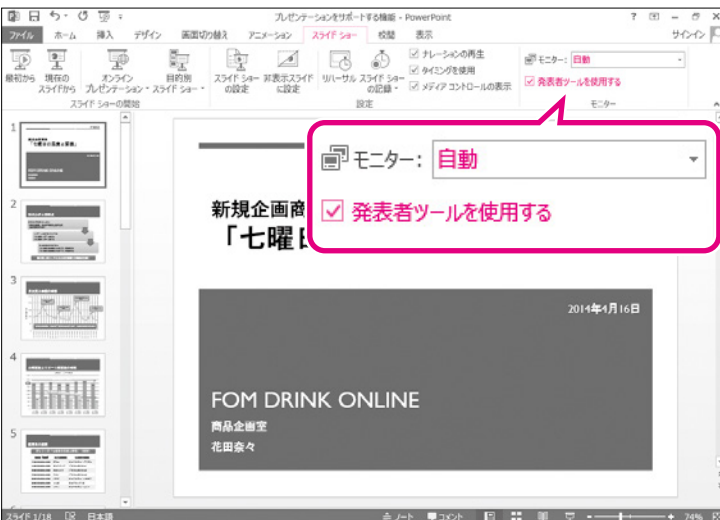 プレゼンテーションをサポートする機能 - PowerPoint
ファイル ホーム 挿入 デザイン 画面切り替え アニメーション スライド ショー 校閲 表示 サインイン
最初から 現在のスライドから オンライン プレゼンテーション 目的別 スライド ショー スライド ショーの設定 非表示スライドに設定 リハーサル スライド ショーの記録
ナレーションの再生
タイミングを使用
メディア コントロールの表示
モニター: 自動
発表者ツールを使用する
スライド ショーの開始 設定 モニター
モニター: 自動
発表者ツールを使用する
1
2
3
4
5
新規企画商
「七曜日
2014年4月16日
FOM DRINK ONLINE
商品企画室
花田奈々
スライド 1/18 日本語 ノート コメント 74%